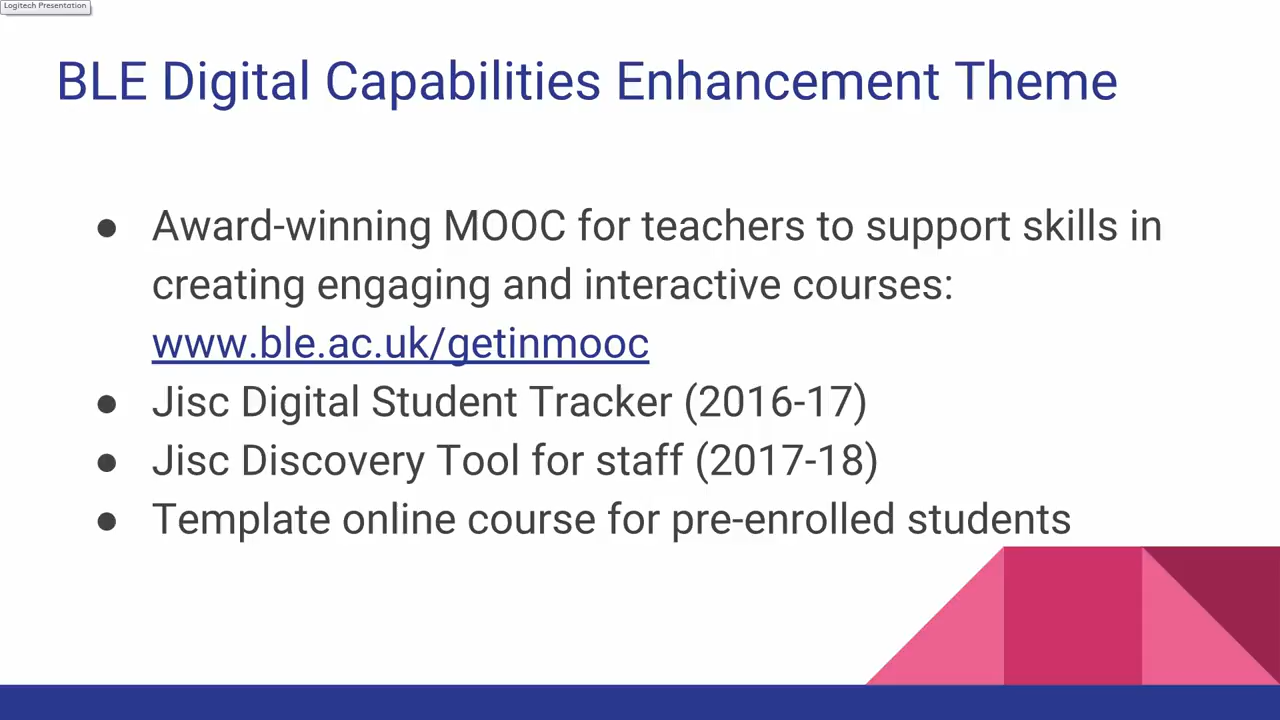 Logitech Presentation
BLE Digital Capabilities Enhancement Theme
● Award-winning MOOC for teachers to support skills in
creating engaging and interactive courses:
www.ble.ac.uk/getinmooc
● Jisc Digital Student Tracker (2016-17)
● Jisc Discovery Tool for staff (2017-18)
● Template online course for pre-enrolled students